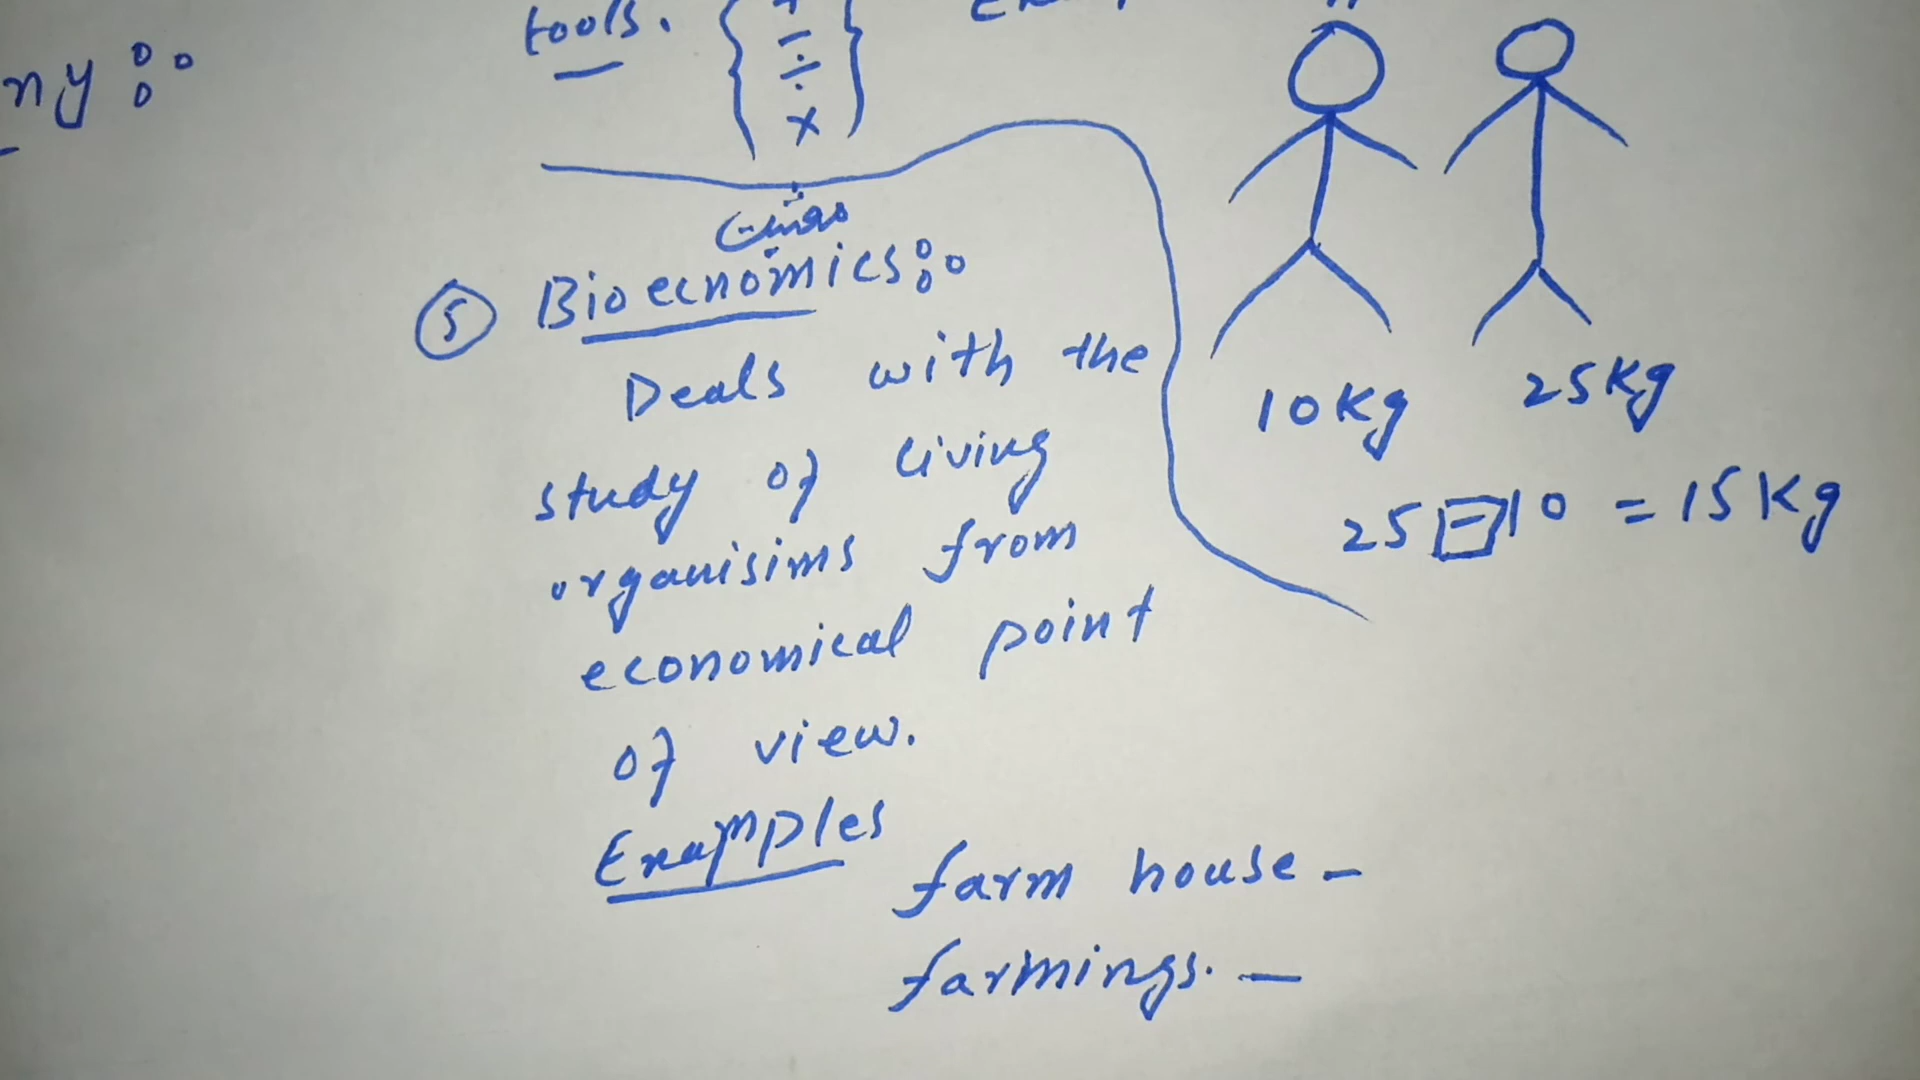 ny :
tools. { + - ÷ × }
معیشت
⑤ Bioecnomics:
Deals with the
study of living
organisims from
economical point
of view.
Examples
farm house -
farmings. -
10kg 25kg
25 - 10 = 15kg